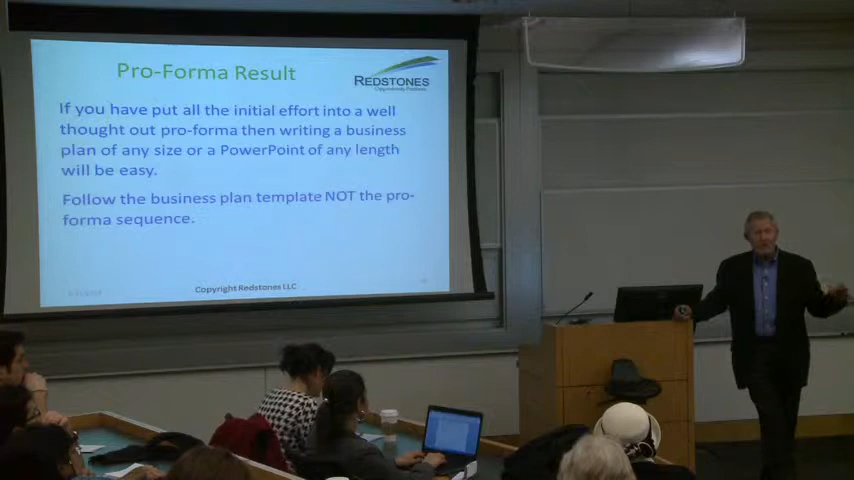 Pro-Forma Result
REDSTONES
If you have put all the initial effort into a well
thought out pro-forma then writing a business
plan of any size or a PowerPoint of any length
will be easy.
Follow the business plan template NOT the pro-
forma sequence.
Copyright Redstones LLC